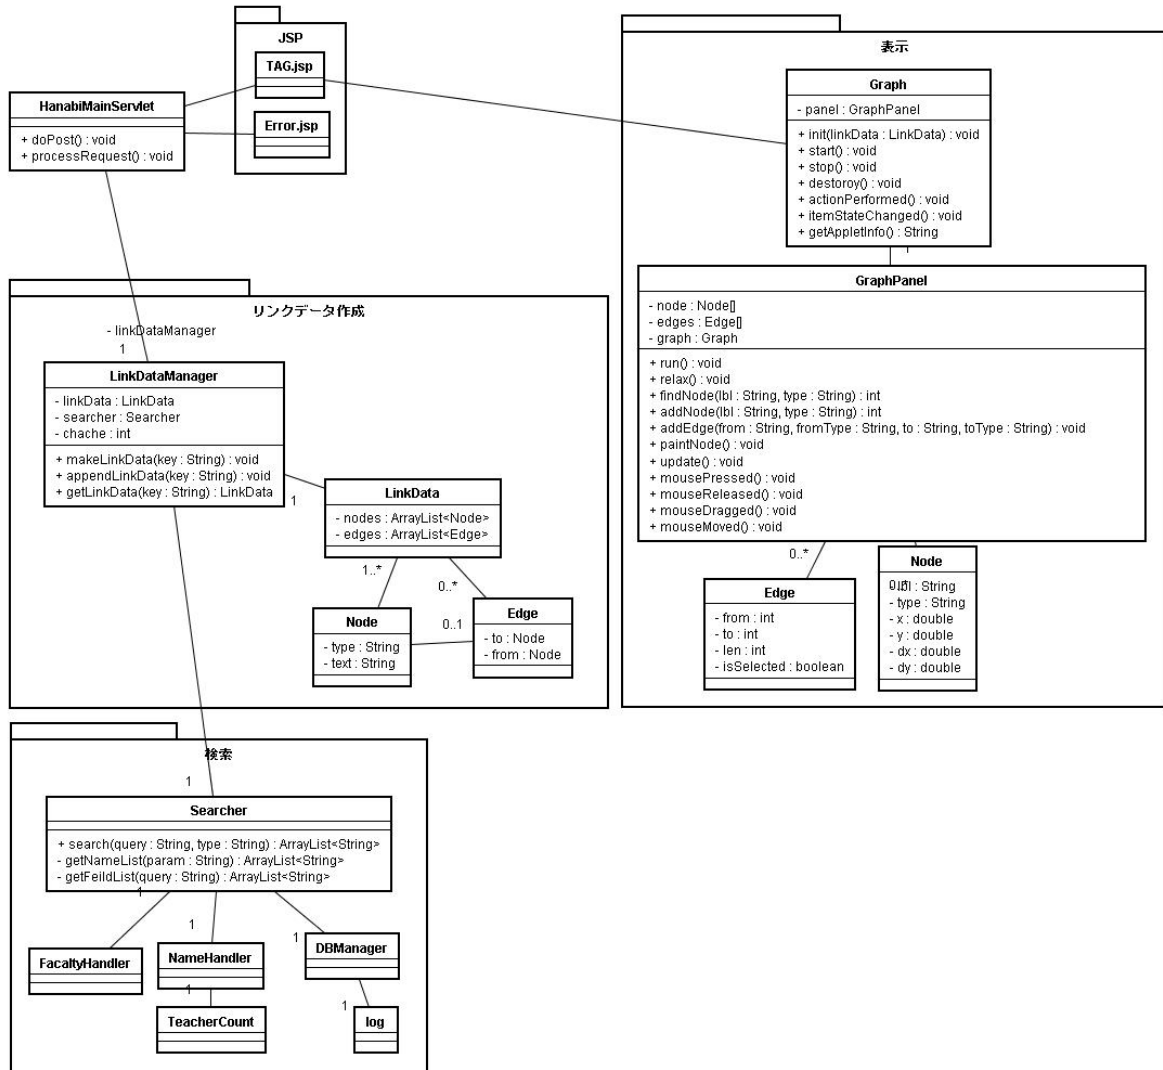 JSP
TAG.jsp
Error.jsp
HanabiMainServlet
+ doPost() : void
+ processRequest() : void
表示
Graph
- panel : GraphPanel
+ init(linkData : LinkData) : void
+ start() : void
+ stop() : void
+ destoroy() : void
+ actionPerformed() : void
+ itemStateChanged() : void
+ getAppletInfo() : String
GraphPanel
- node : Node[]
- edges : Edge[]
- graph : Graph
+ run() : void
+ relax() : void
+ findNode(lbl : String, type : String) : int
+ addNode(lbl : String, type : String) : int
+ addEdge(from : String, fromType : String, to : String, toType : String) : void
+ paintNode() : void
+ update() : void
+ mousePressed() : void
+ mouseReleased() : void
+ mouseDragged() : void
+ mouseMoved() : void
0..*
Edge
- from : int
- to : int
- len : int
- isSelected : boolean
Node
0..*
- lbl : String
- type : String
- x : double
- y : double
- dx : double
- dy : double
リンクデータ作成
- linkDataManager
1
LinkDataManager
- linkData : LinkData
- searcher : Searcher
- chache : int
+ makeLinkData(key : String) : void
+ appendLinkData(key : String) : void
+ getLinkData(key : String) : LinkData
1
LinkData
- nodes : ArrayList<Node>
- edges : ArrayList<Edge>
1..*
0..*
Node
- type : String
- text : String
0..1
Edge
- to : Node
- from : Node
検索
1
Searcher
+ search(query : String, type : String) : ArrayList<String>
- getNameList(param : String) : ArrayList<String>
- getFeildList(query : String) : ArrayList<String>
1
1
1
FacaltyHandler
NameHandler
DBManager
1
1
TeacherCount
log